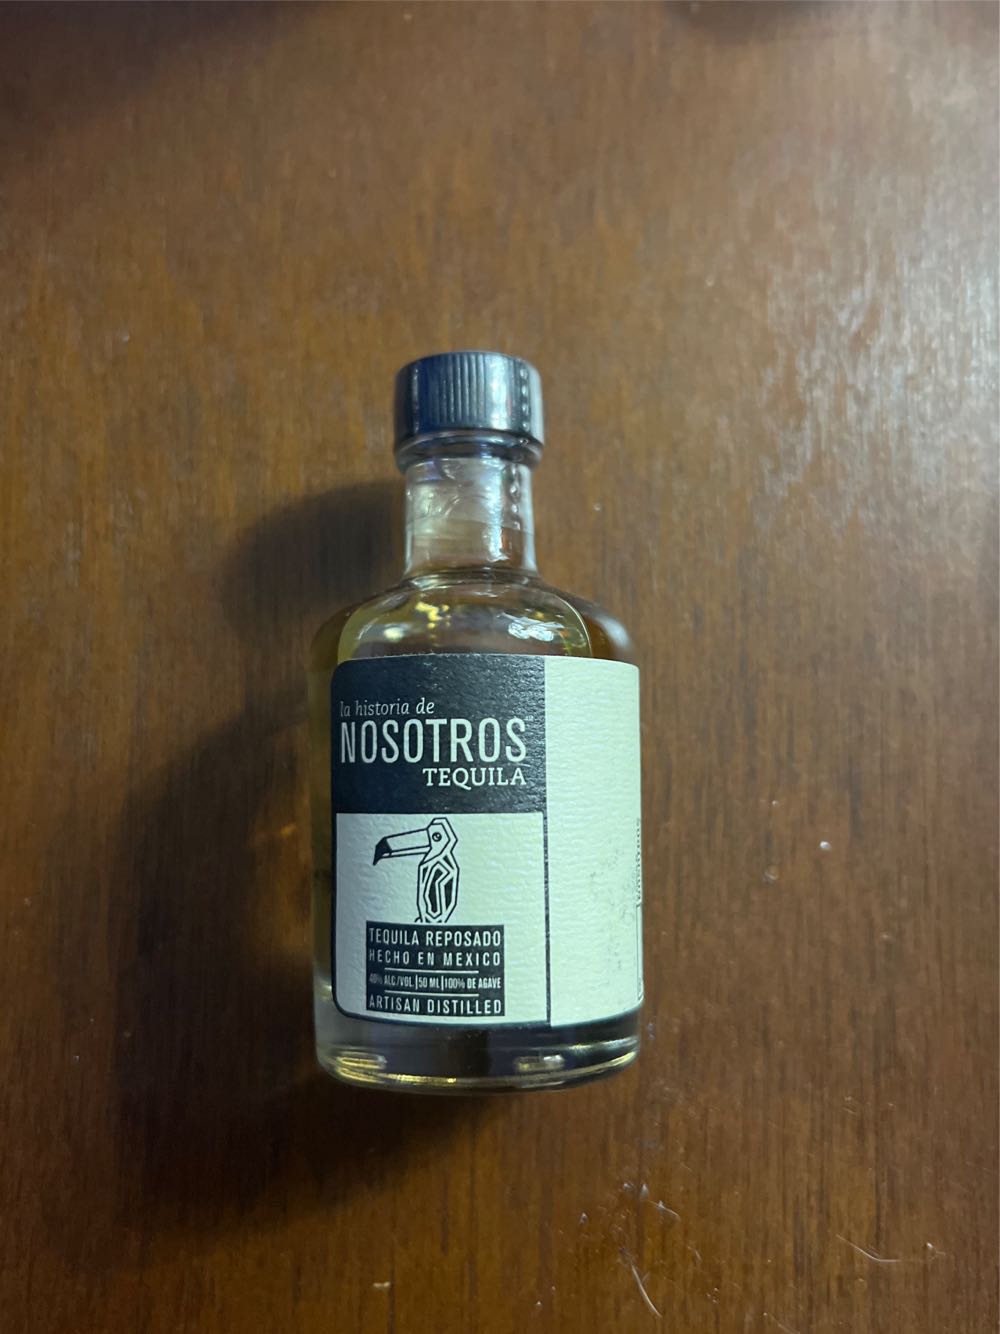 la historia de
NOSOTROS
TEQUILA
TEQUILA REPOSADO
HECHO EN MEXICO
40% ALC./VOL. | 50 ML | 100% DE AGAVE
ARTISAN DISTILLED